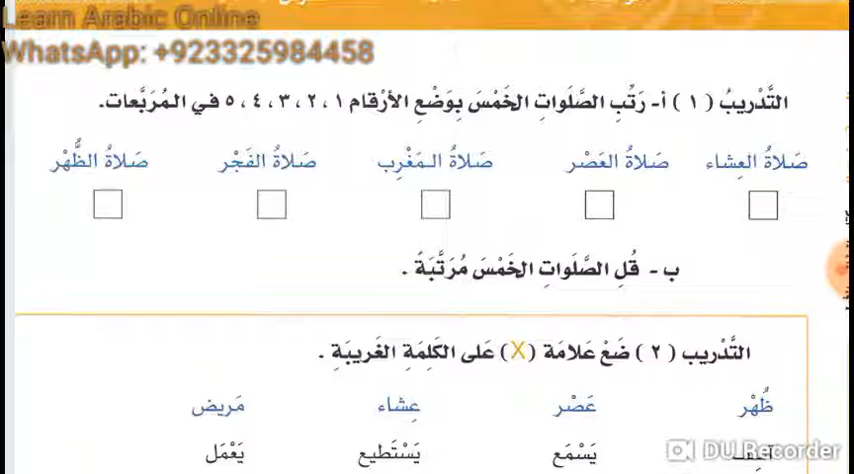 Learn Arabic Online
WhatsApp: +923325984458
التَّدْريبُ ( ١ ) أ- رَتِّبِ الصَّلَواتِ الخَمْسَ بِوَضْعِ الأرْقام ١ ، ٢ ، ٣ ، ٤ ، ٥ في المُرَبَّعات.
صَلاةُ العِشاء صَلاةُ العَصْر صَلاةُ الـمَغْرِب صَلاةُ الفَجْر صَلاةُ الظُّهْر
ب - قُلِ الصَّلَواتِ الخَمْسَ مُرَتَّبَةً .
التَّدْريب ( ٢ ) ضَعْ عَلامَة ( X ) عَلى الكَلِمَةِ الغَريبَةِ .
ظُهْر عَصْر عِشاء مَريض
يَسْمَع يَسْتَطيع يَعْمَل
DU Recorder